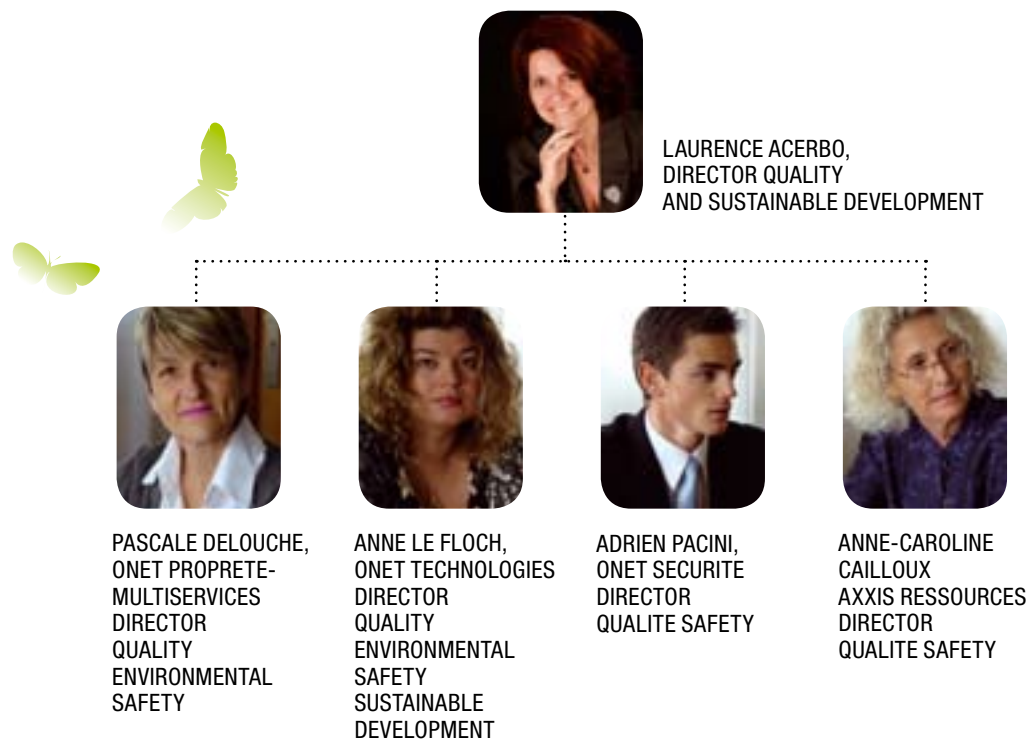 LAURENCE ACERBO,
DIRECTOR QUALITY
AND SUSTAINABLE DEVELOPMENT
PASCALE DELOUCHE,
ONET PROPRETE-
MULTISERVICES
DIRECTOR
QUALITY
ENVIRONMENTAL
SAFETY
ANNE LE FLOCH,
ONET TECHNOLOGIES
DIRECTOR
QUALITY
ENVIRONMENTAL
SAFETY
SUSTAINABLE
DEVELOPMENT
ADRIEN PACINI,
ONET SECURITE
DIRECTOR
QUALITE SAFETY
ANNE-CAROLINE
CAILLOUX
AXXIS RESSOURCES
DIRECTOR
QUALITE SAFETY